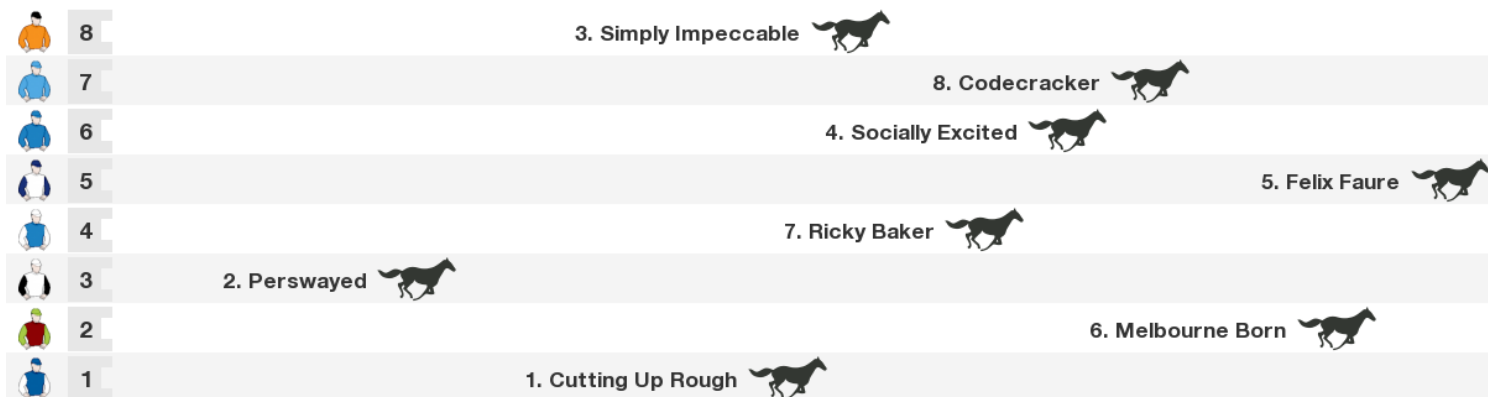 8 3. Simply Impeccable
7 8. Codecracker
6 4. Socially Excited
5 5. Felix Faure
4 7. Ricky Baker
3 2. Perswayed
2 6. Melbourne Born
1 1. Cutting Up Rough